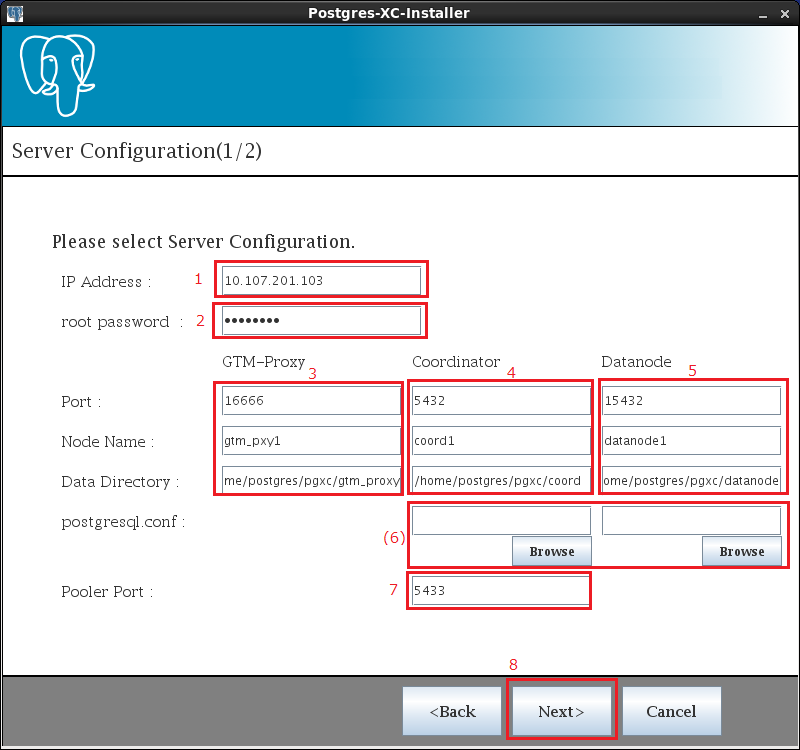 Postgres-XC-Installer
Server Configuration(1/2)
Please select Server Configuration.
IP Address : 1 10.107.201.103
root password : 2 ••••••••
GTM-Proxy Coordinator Datanode
3 4 5
Port : 16666 5432 15432
Node Name : gtm_pxy1 coord1 datanode1
Data Directory : me/postgres/pgxc/gtm_proxy /home/postgres/pgxc/coord ome/postgres/pgxc/datanode
postgresql.conf :
(6) Browse Browse
Pooler Port : 7 5433
8
<Back Next> Cancel